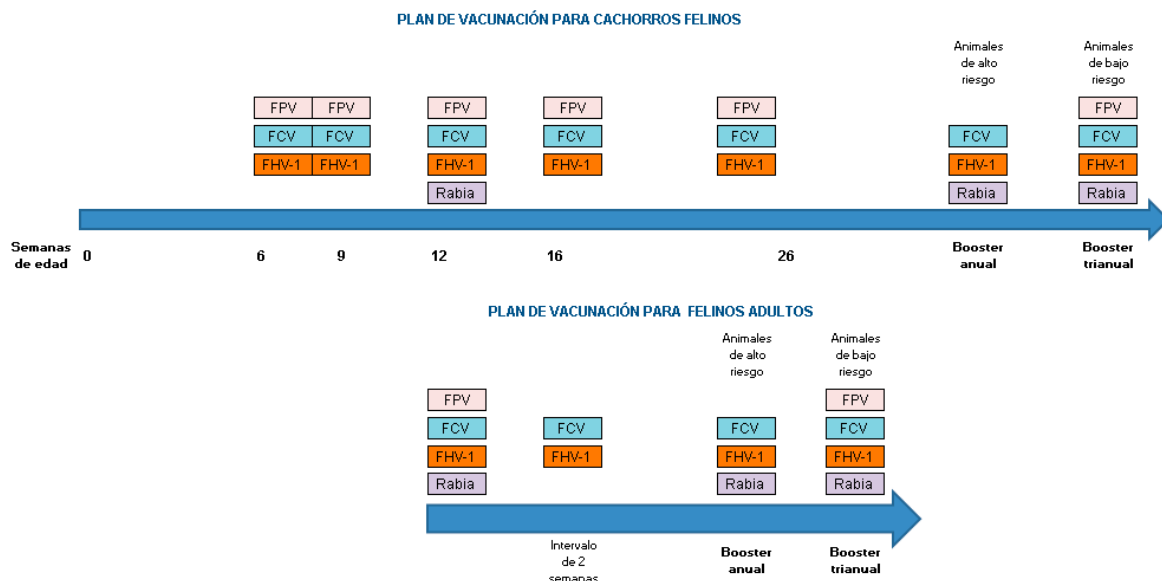 PLAN DE VACUNACIÓN PARA CACHORROS FELINOS
Animales de alto riesgo
Animales de bajo riesgo
FPV FPV FPV FPV FPV FPV
FCV FCV FCV FCV FCV FCV FCV
FHV-1 FHV-1 FHV-1 FHV-1 FHV-1 FHV-1 FHV-1
Rabia Rabia Rabia
Semanas de edad
0 6 9 12 16 26
Booster anual
Booster trianual
PLAN DE VACUNACIÓN PARA FELINOS ADULTOS
Animales de alto riesgo
Animales de bajo riesgo
FPV FPV
FCV FCV FCV FCV
FHV-1 FHV-1 FHV-1 FHV-1
Rabia Rabia Rabia
Intervalo de 2 semanas
Booster anual
Booster trianual